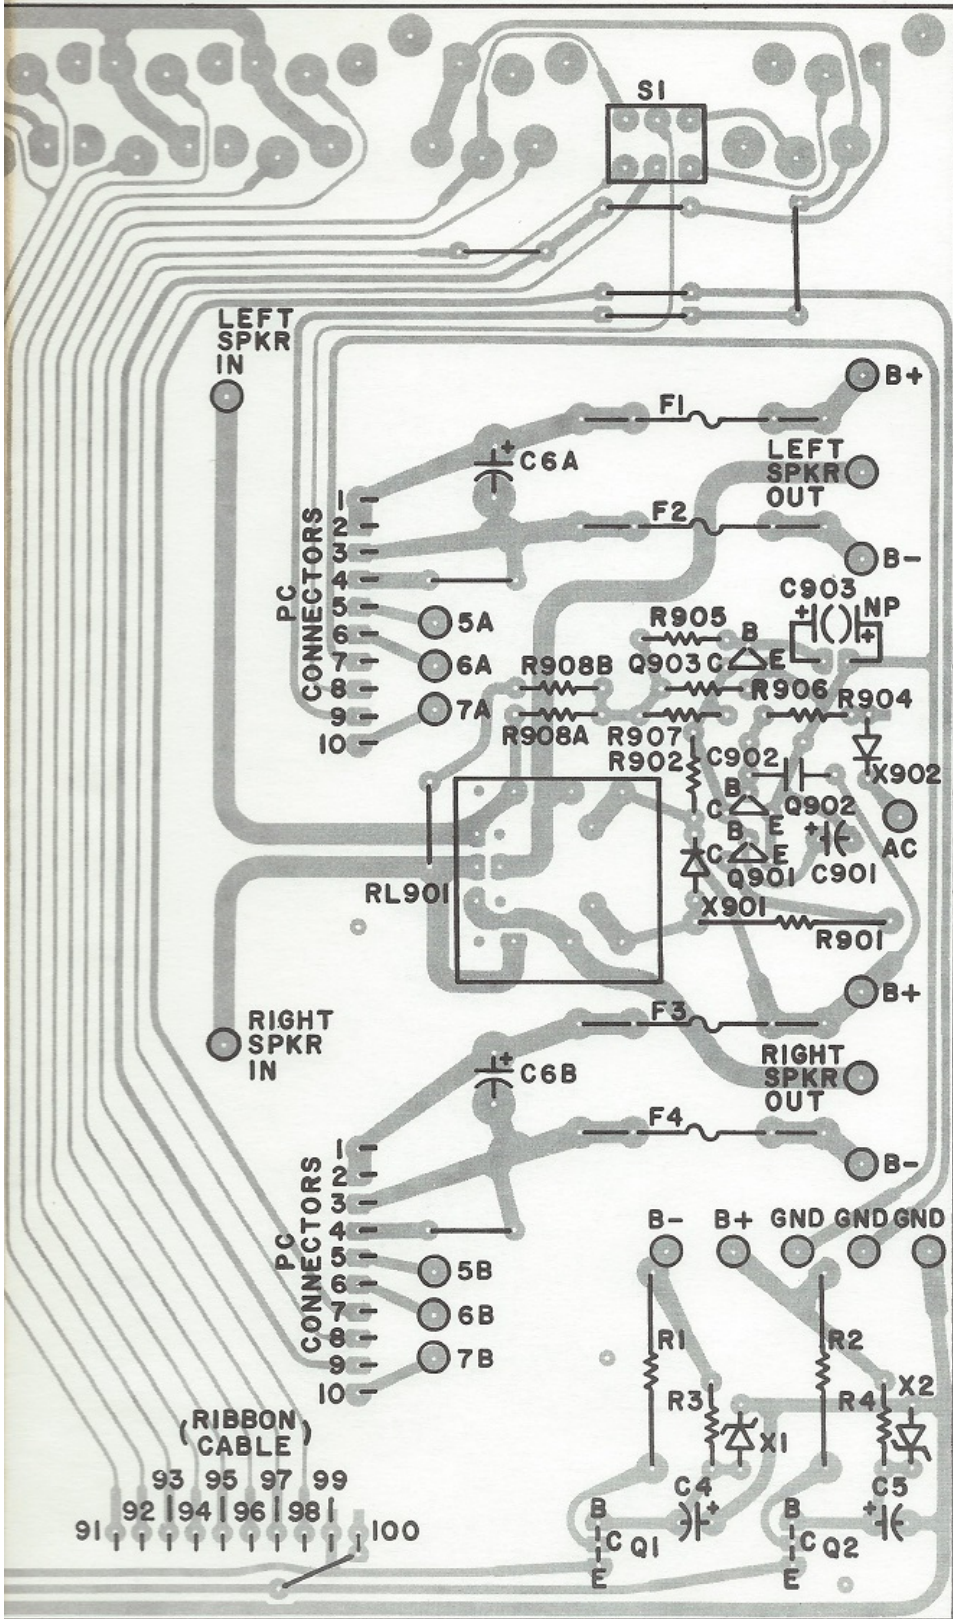 S1
LEFT
SPKR
IN
B+
F1
LEFT
SPKR
OUT
+
C6A
F2
B-
PC
CONNECTORS
1
2
3
4
5
6
7
8
9
10
5A
6A
7A
C903
+
NP
+
R905
B
Q903 C
E
R908B
R906
R904
R908A
R907
R902
C902
X902
B
C
E
Q902
B
C
E
Q901
+
C901
AC
RL901
X901
R901
B+
F3
RIGHT
SPKR
IN
RIGHT
SPKR
OUT
+
C6B
F4
B-
PC
CONNECTORS
1
2
3
4
5
6
7
8
9
10
5B
6B
7B
B-
B+
GND
GND
GND
R1
R2
R3
X1
R4
X2
(RIBBON
CABLE)
93 95 97 99
91 92 94 96 98 100
C4
+
C5
+
B
C Q1
E
B
C Q2
E